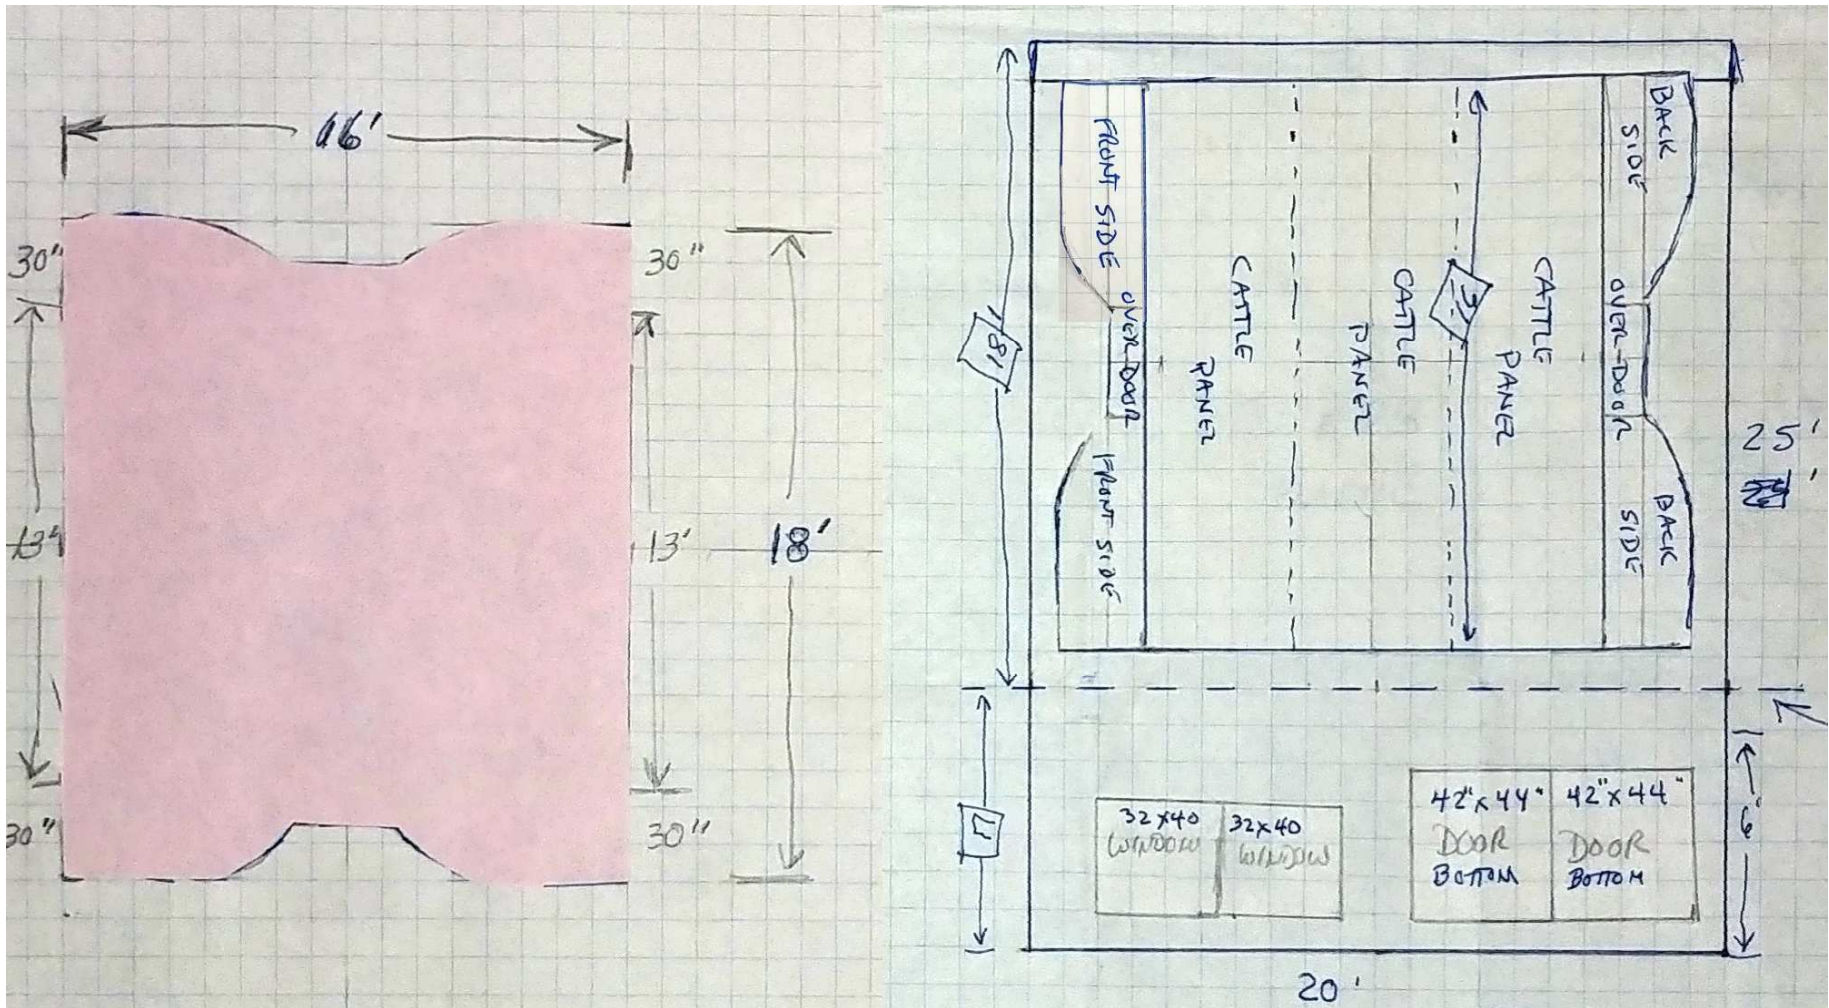 16'
30"
30"
13'
13'
18'
30"
30"
18'
FRONT SIDE
OVER DOOR
FRONT SIDE
CATTLE
PANEL
CATTLE
PANEL
CATTLE
PANEL
BACK
SIDE
OVER DOOR
BACK
SIDE
25'
7
32x40
WINDOW
32x40
WINDOW
42"x44"
DOOR
BOTTOM
42"x44"
DOOR
BOTTOM
6'
20'